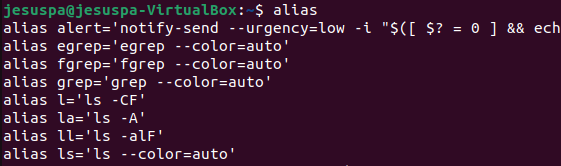 jesuspa@jesuspa-VirtualBox:~$ alias
alias alert='notify-send --urgency=low -i "$([ $? = 0 ] && ech
alias egrep='egrep --color=auto'
alias fgrep='fgrep --color=auto'
alias grep='grep --color=auto'
alias l='ls -CF'
alias la='ls -A'
alias ll='ls -alF'
alias ls='ls --color=auto'